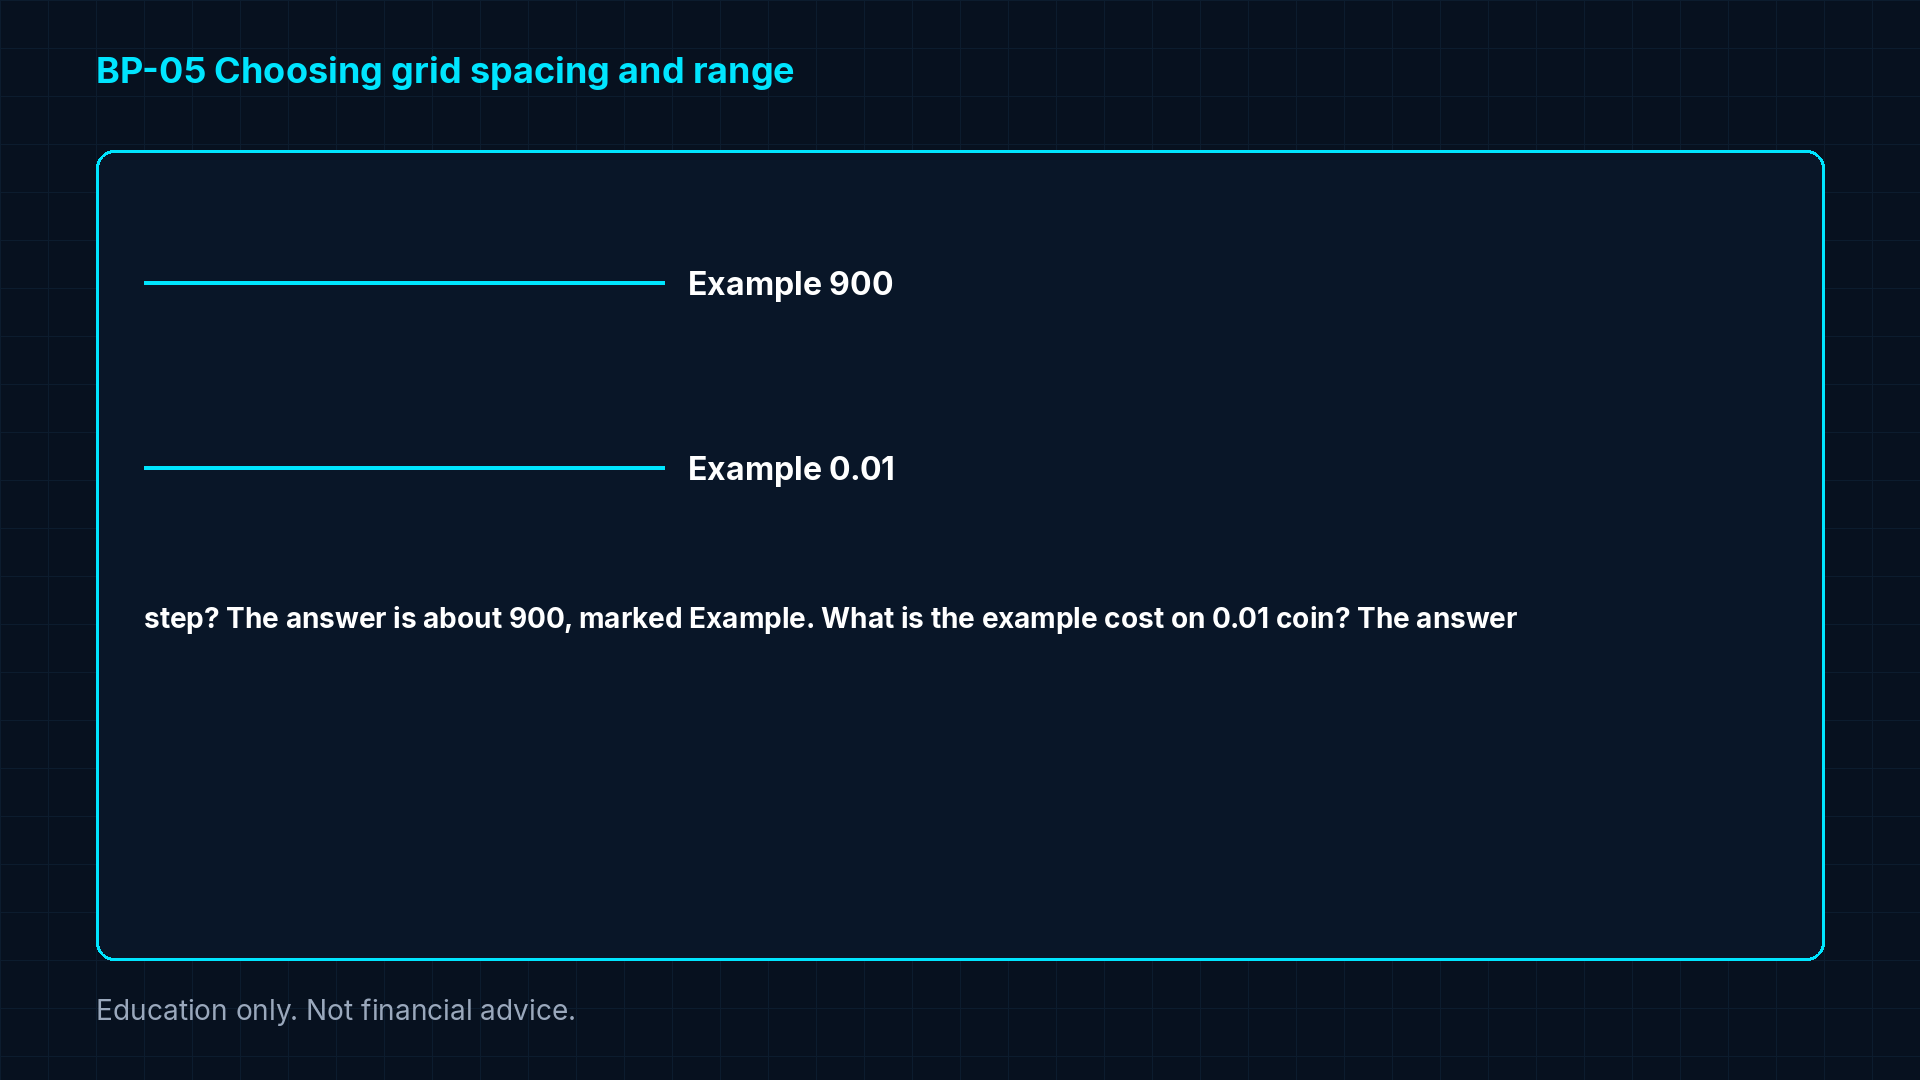 BP-05 Choosing grid spacing and range
Example 900
Example 0.01
step? The answer is about 900, marked Example. What is the example cost on 0.01 coin? The answer
Education only. Not financial advice.